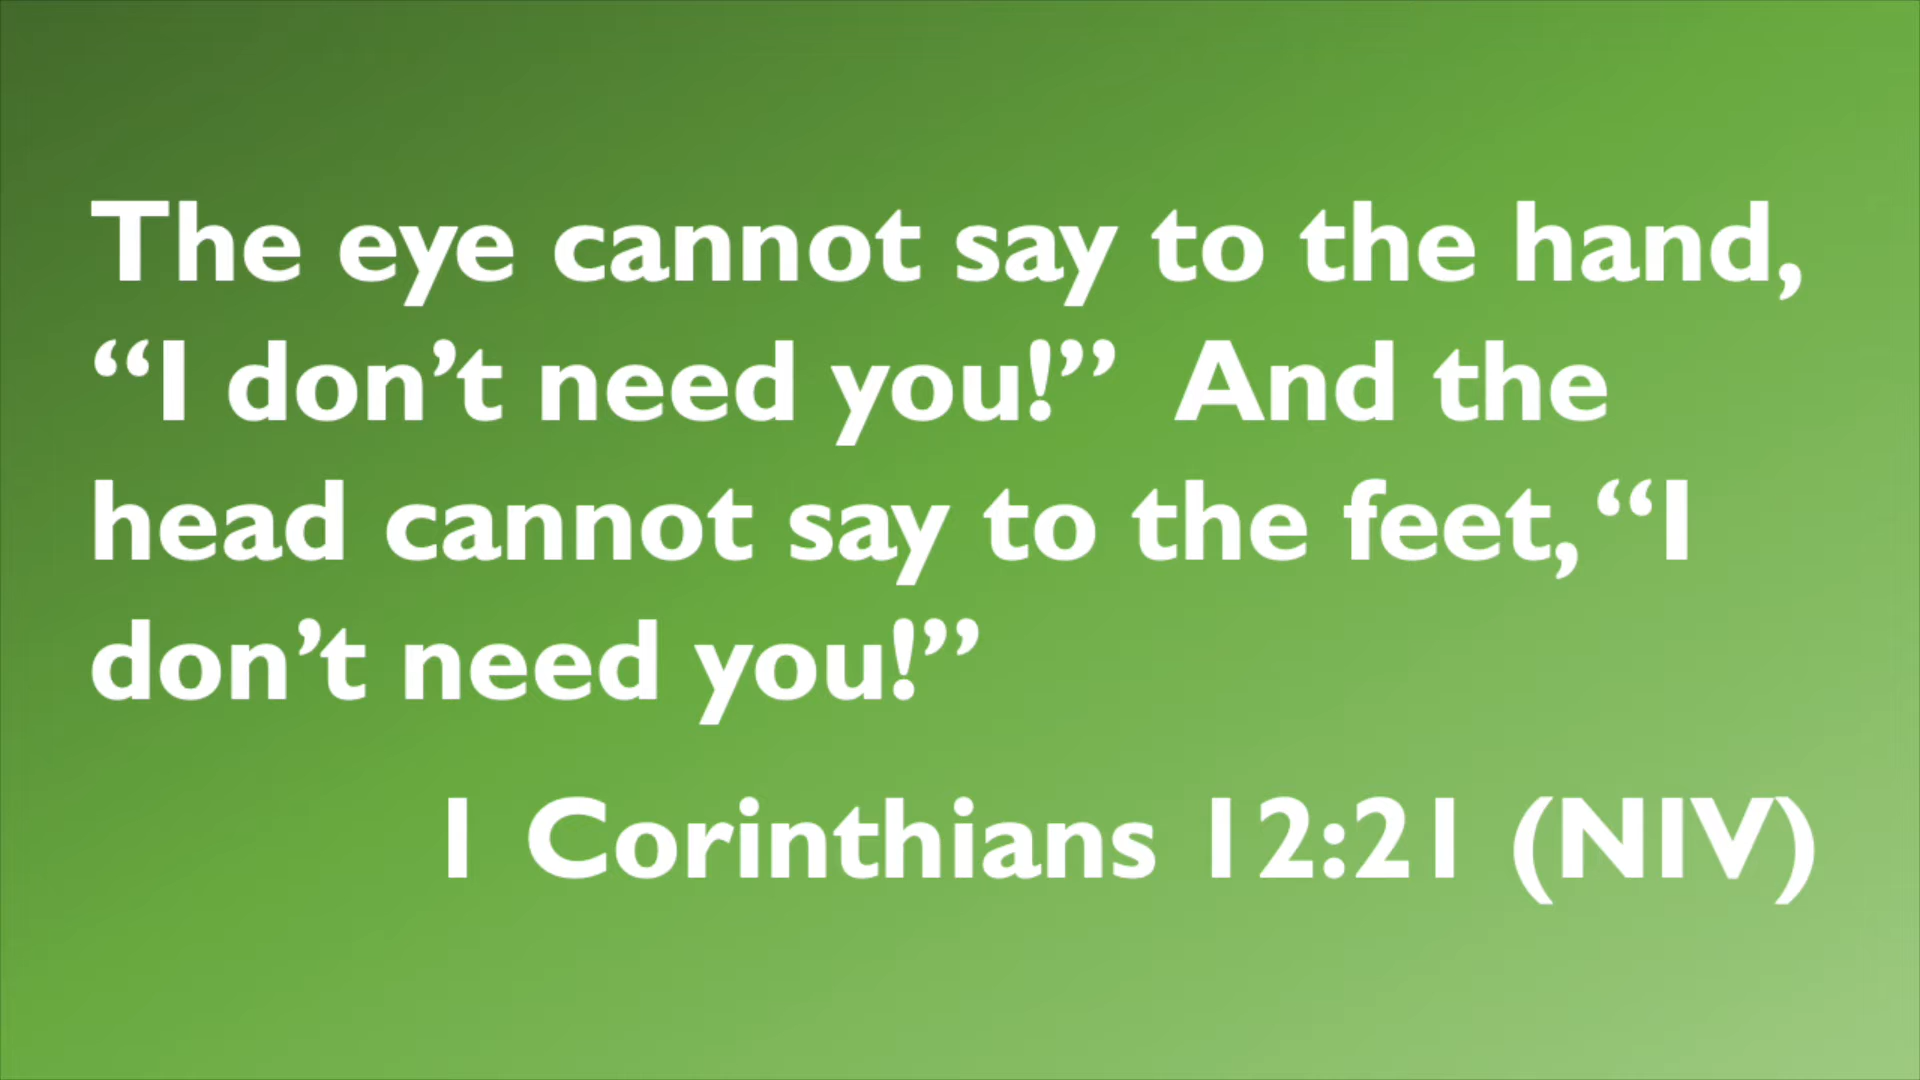 The eye cannot say to the hand,
“I don’t need you!”  And the
head cannot say to the feet, “I
don’t need you!”
1 Corinthians 12:21 (NIV)